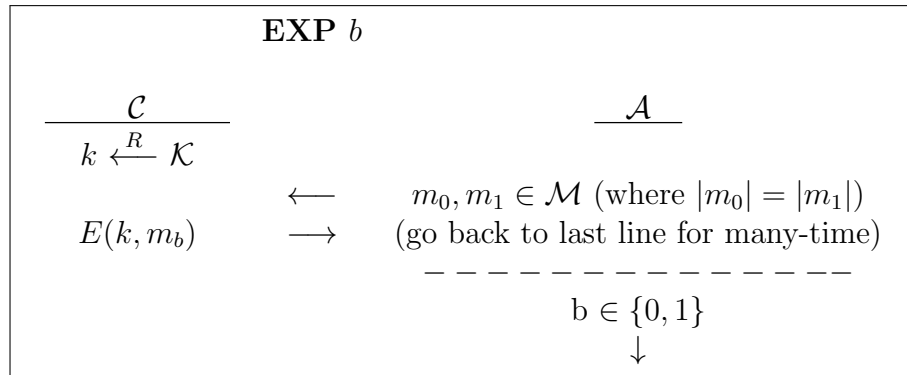 EXP b
C A
k ←R K
← m₀, m₁ ∈ M (where |m₀| = |m₁|)
E(k, m_b) → (go back to last line for many-time)
b ∈ {0, 1}
↓